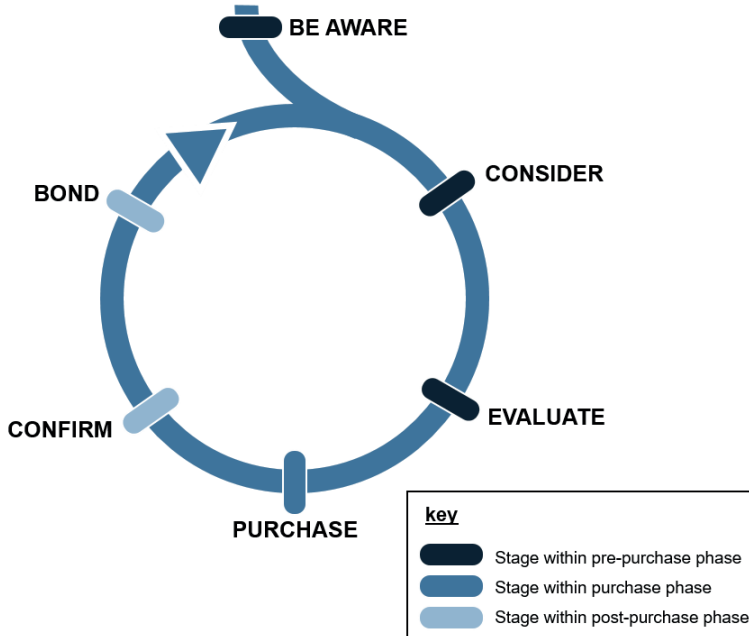 BE AWARE
CONSIDER
BOND
EVALUATE
CONFIRM
PURCHASE
key
Stage within pre-purchase phase
Stage within purchase phase
Stage within post-purchase phase